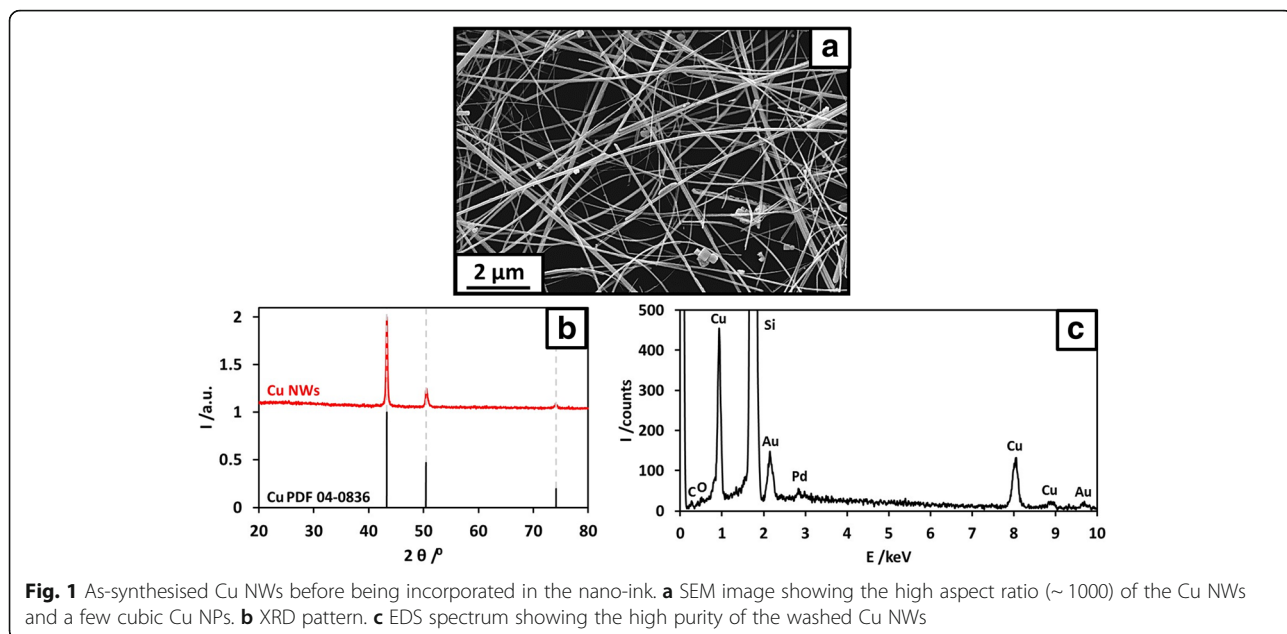 a
2 µm
b
2
1.5
1
0.5
0
I /a.u.
Cu NWs
Cu PDF 04-0836
20 30 40 50 60 70 80
2 θ /º
c
500
400
300
200
100
0
I /counts
C
O
Cu
Si
Au
Pd
Cu
Cu
Au
0 1 2 3 4 5 6 7 8 9 10
E /keV
Fig. 1 As-synthesised Cu NWs before being incorporated in the nano-ink. a SEM image showing the high aspect ratio (~ 1000) of the Cu NWs
and a few cubic Cu NPs. b XRD pattern. c EDS spectrum showing the high purity of the washed Cu NWs